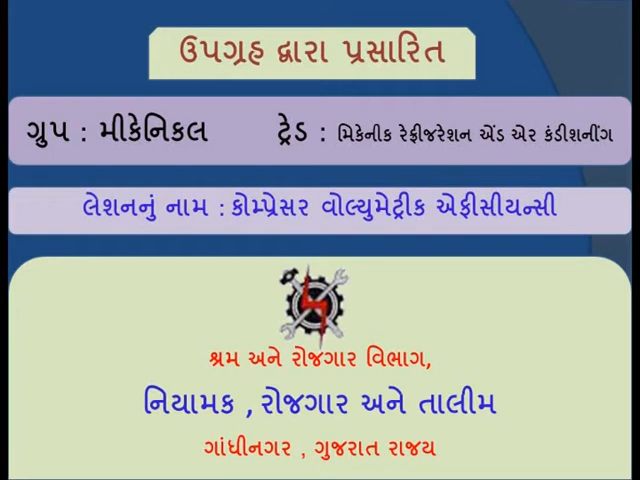 ઉપગ્રહ દ્વારા પ્રસારિત
ગ્રુપ : મીકેનિકલ ટ્રેડ : મિકેનીક રેફ્રીજરેશન એંડ એર કંડીશનીંગ
લેશનનું નામ : કોમ્પ્રેસર વોલ્યુમેટ્રીક એફીસીયન્સી
શ્રમ અને રોજગાર વિભાગ,
નિયામક , રોજગાર અને તાલીમ
ગાંધીનગર , ગુજરાત રાજય